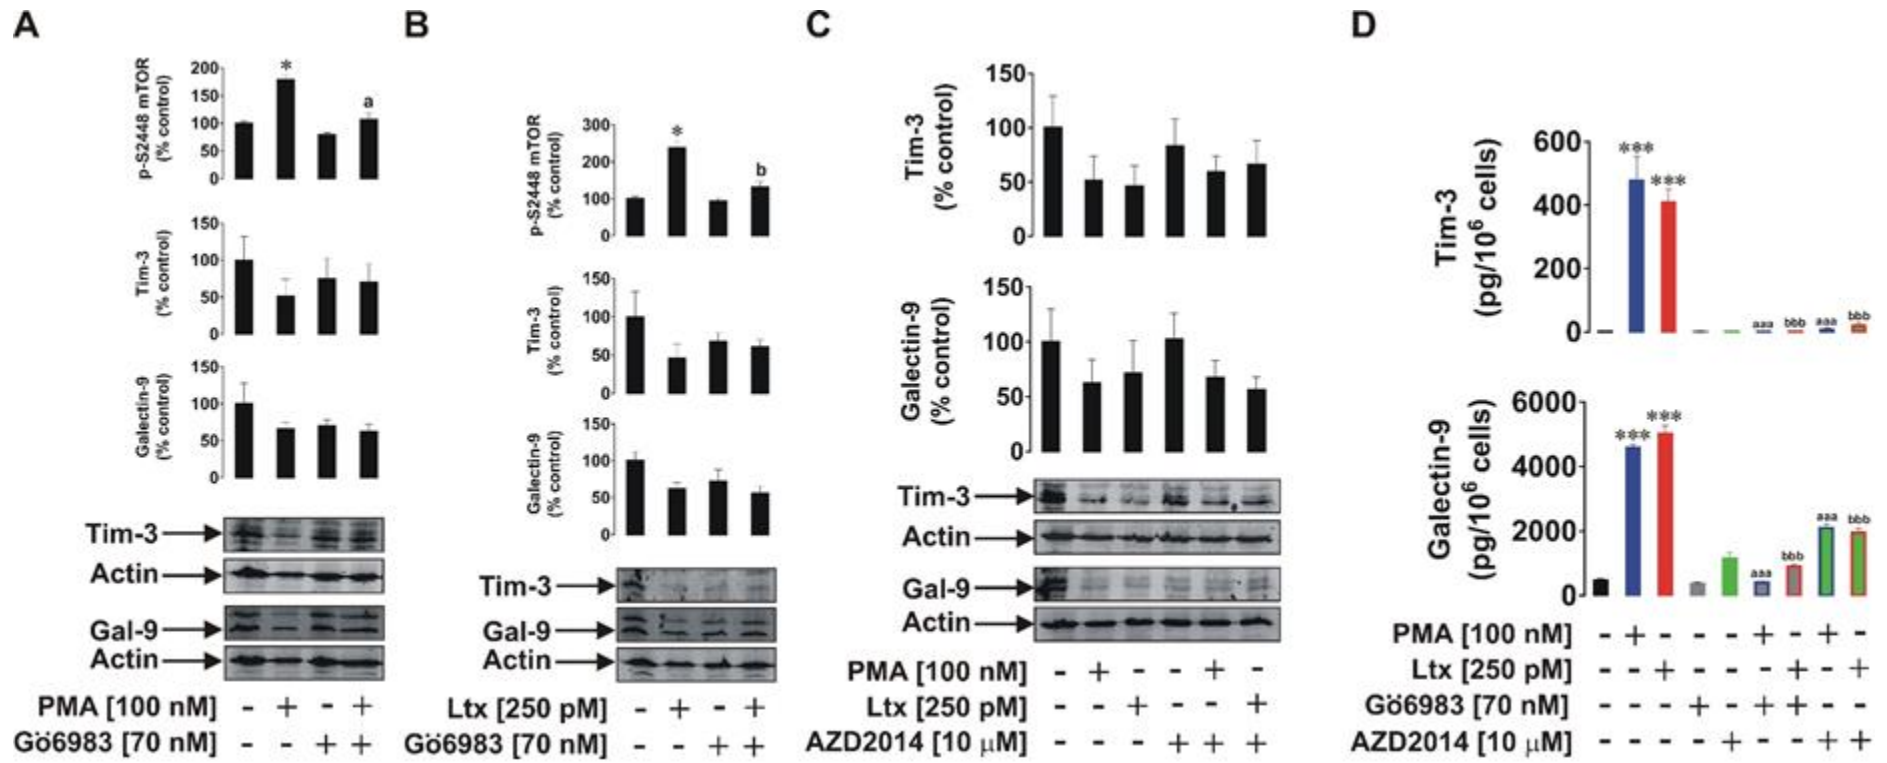 A
p-S2448 mTOR
(% control)
200
150
100
50
0
*
a
Tim-3
(% control)
150
100
50
0
Galectin-9
(% control)
150
100
50
0
Tim-3
Actin
Gal-9
Actin
PMA [100 nM] - + - +
Gö6983 [70 nM] - - + +
B
p-S2448 mTOR
(% control)
300
200
100
0
*
b
Tim-3
(% control)
150
100
50
0
Galectin-9
(% control)
150
100
50
0
Tim-3
Gal-9
Actin
Ltx [250 pM] - + - +
Gö6983 [70 nM] - - + +
C
Tim-3
(% control)
150
100
50
0
Galectin-9
(% control)
150
100
50
0
Tim-3
Actin
Gal-9
Actin
PMA [100 nM] - + - - + -
Ltx [250 pM] - - + - - +
AZD2014 [10 μM] - - - + + +
D
Tim-3
(pg/10⁶ cells)
600
400
200
0
***
***
aaa bbb aaa bbb
Galectin-9
(pg/10⁶ cells)
6000
4000
2000
0
***
***
aaa bbb aaa bbb
PMA [100 nM] - + - - - + - + -
Ltx [250 pM] - - + - - - + - +
Gö6983 [70 nM] - - - + - + + - -
AZD2014 [10 μM] - - - - + - - + +